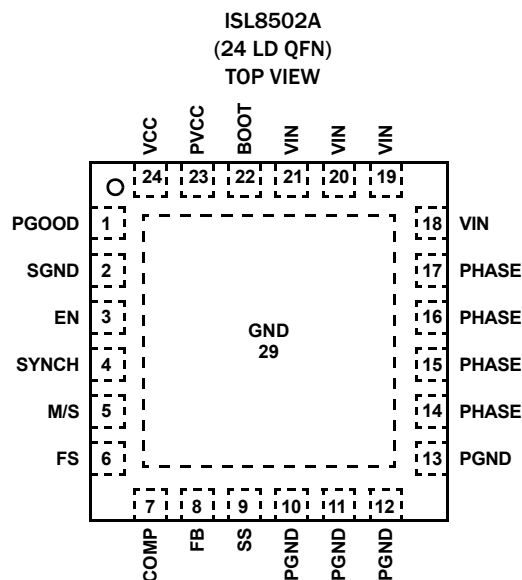 ISL8502A
(24 LD QFN)
TOP VIEW
VCC
PVCC
BOOT
VIN
VIN
VIN
24 23 22 21 20 19
PGOOD 1
18 VIN
SGND 2
17 PHASE
EN 3
16 PHASE
GND
29
SYNCH 4
15 PHASE
M/S 5
14 PHASE
FS 6
13 PGND
7 8 9 10 11 12
COMP
FB
SS
PGND
PGND
PGND